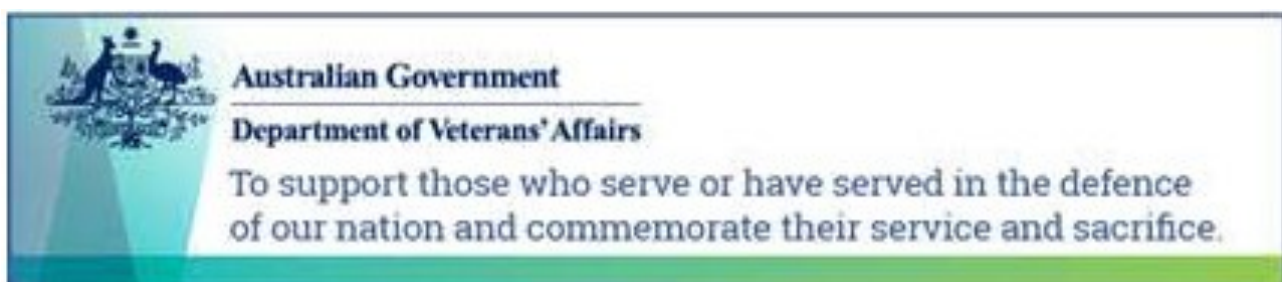 Australian Government
Department of Veterans' Affairs
To support those who serve or have served in the defence
of our nation and commemorate their service and sacrifice.